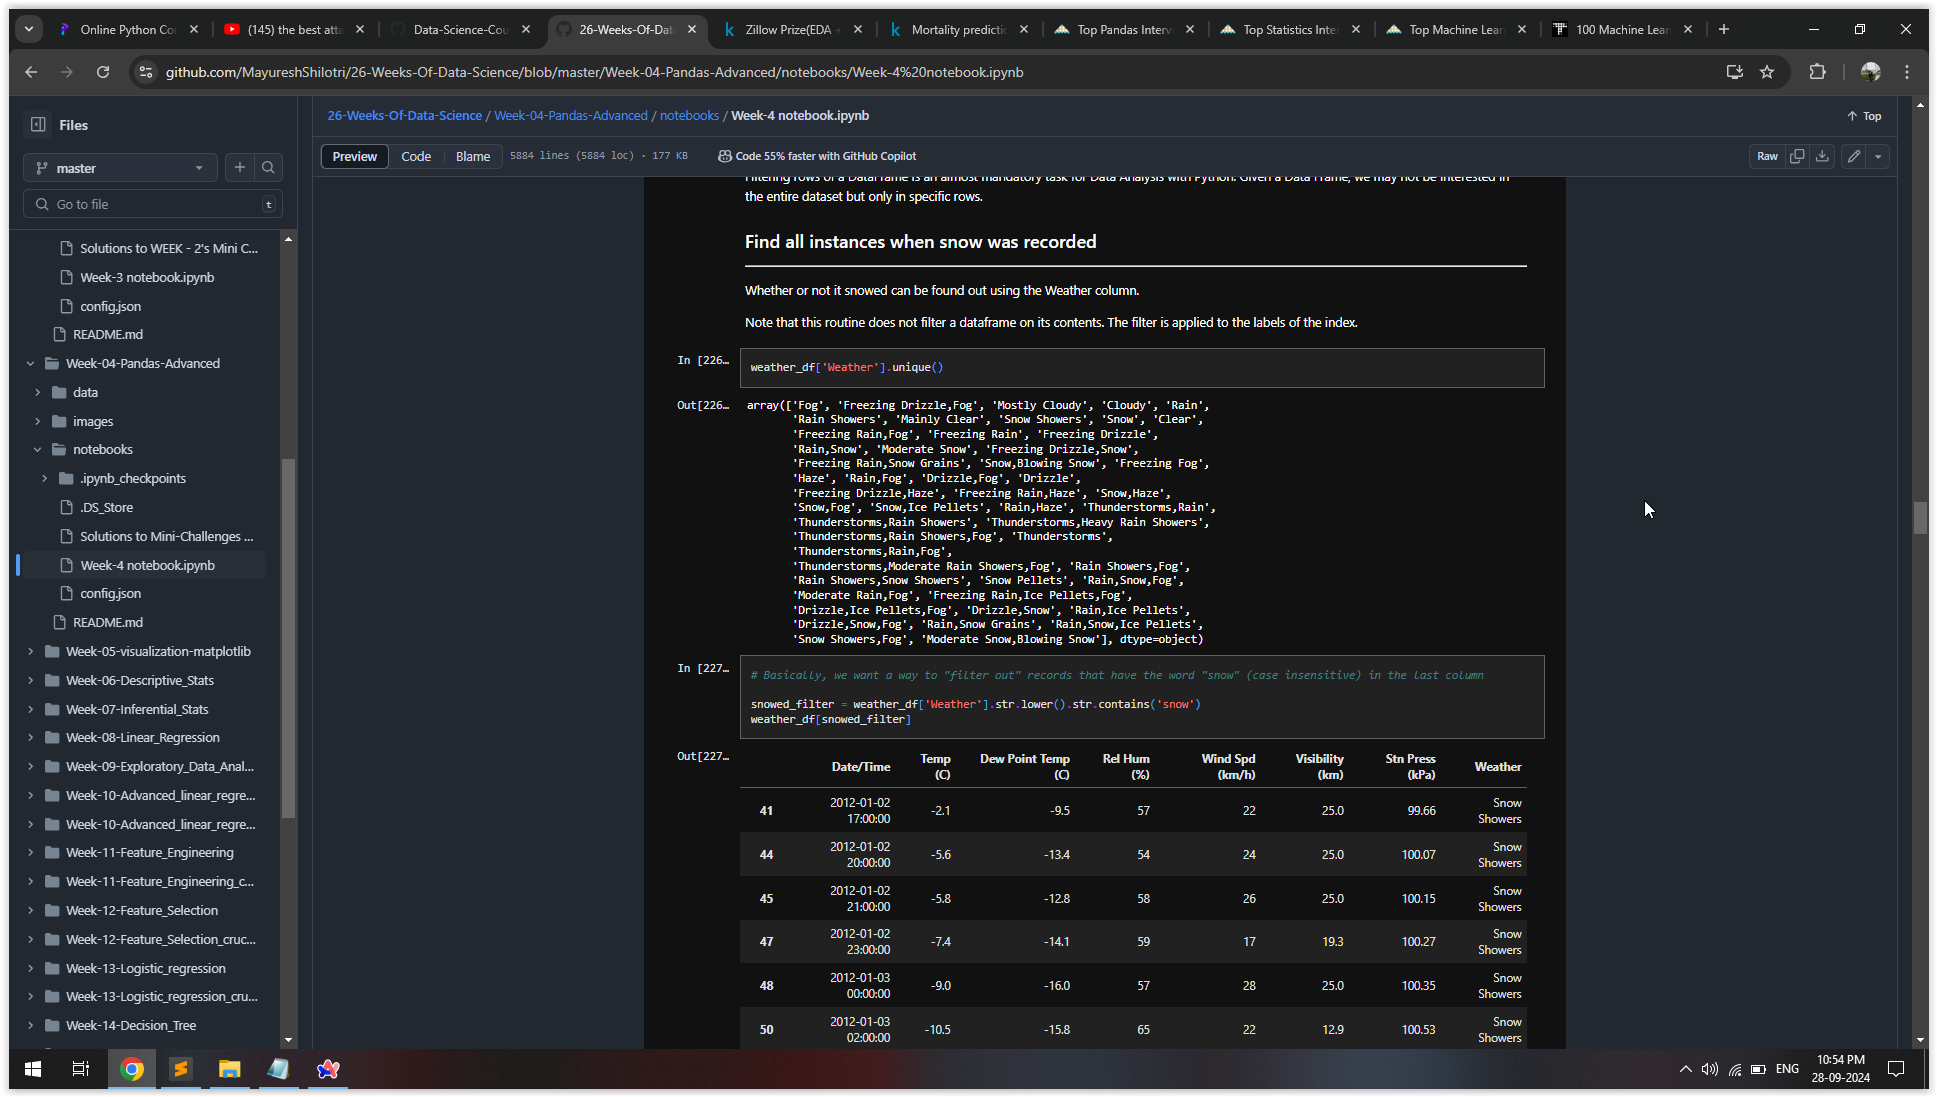 Online Python Co
(145) the best atta
Data-Science-Cou
26-Weeks-Of-Dat
Zillow Prize(EDA
Mortality predictio
Top Pandas Interv
Top Statistics Inte
Top Machine Lear
100 Machine Lear
github.com/MayureshShilotri/26-Weeks-Of-Data-Science/blob/master/Week-04-Pandas-Advanced/notebooks/Week-4%20notebook.ipynb
Files
master
Go to file
t
Solutions to WEEK - 2's Mini C...
Week-3 notebook.ipynb
config.json
README.md
Week-04-Pandas-Advanced
data
images
notebooks
.ipynb_checkpoints
.DS_Store
Solutions to Mini-Challenges ...
Week-4 notebook.ipynb
config.json
README.md
Week-05-visualization-matplotlib
Week-06-Descriptive_Stats
Week-07-Inferential_Stats
Week-08-Linear_Regression
Week-09-Exploratory_Data_Anal...
Week-10-Advanced_linear_regre...
Week-10-Advanced_linear_regre...
Week-11-Feature_Engineering
Week-11-Feature_Engineering_c...
Week-12-Feature_Selection
Week-12-Feature_Selection_cruc...
Week-13-Logistic_regression
Week-13-Logistic_regression_cru...
Week-14-Decision_Tree
26-Weeks-Of-Data-Science / Week-04-Pandas-Advanced / notebooks / Week-4 notebook.ipynb
Top
Preview Code Blame 5884 lines (5884 loc) · 177 KB Code 55% faster with GitHub Copilot Raw
Filtering rows of a DataFrame is an almost mandatory task for Data Analysis with Python. Given a Data Frame, we may not be interested in
the entire dataset but only in specific rows.
Find all instances when snow was recorded
Whether or not it snowed can be found out using the Weather column.
Note that this routine does not filter a dataframe on its contents. The filter is applied to the labels of the index.
In [226… weather_df['Weather'].unique()
Out[226… array(['Fog', 'Freezing Drizzle,Fog', 'Mostly Cloudy', 'Cloudy', 'Rain',
'Rain Showers', 'Mainly Clear', 'Snow Showers', 'Snow', 'Clear',
'Freezing Rain,Fog', 'Freezing Rain', 'Freezing Drizzle',
'Rain,Snow', 'Moderate Snow', 'Freezing Drizzle,Snow',
'Freezing Rain,Snow Grains', 'Snow,Blowing Snow', 'Freezing Fog',
'Haze', 'Rain,Fog', 'Drizzle,Fog', 'Drizzle',
'Freezing Drizzle,Haze', 'Freezing Rain,Haze', 'Snow,Haze',
'Snow,Fog', 'Snow,Ice Pellets', 'Rain,Haze', 'Thunderstorms,Rain',
'Thunderstorms,Rain Showers', 'Thunderstorms,Heavy Rain Showers',
'Thunderstorms,Rain Showers,Fog', 'Thunderstorms',
'Thunderstorms,Rain,Fog',
'Thunderstorms,Moderate Rain Showers,Fog', 'Rain Showers,Fog',
'Rain Showers,Snow Showers', 'Snow Pellets', 'Rain,Snow,Fog',
'Moderate Rain,Fog', 'Freezing Rain,Ice Pellets,Fog',
'Drizzle,Ice Pellets,Fog', 'Drizzle,Snow', 'Rain,Ice Pellets',
'Drizzle,Snow,Fog', 'Rain,Snow Grains', 'Rain,Snow,Ice Pellets',
'Snow Showers,Fog', 'Moderate Snow,Blowing Snow'], dtype=object)
In [227… # Basically, we want a way to "filter out" records that have the word "snow" (case insensitive) in the last column
snowed_filter = weather_df['Weather'].str.lower().str.contains('snow')
weather_df[snowed_filter]
Out[227…
Date/Time Temp (C) Dew Point Temp (C) Rel Hum (%) Wind Spd (km/h) Visibility (km) Stn Press (kPa) Weather
41 2012-01-02 17:00:00 -2.1 -9.5 57 22 25.0 99.66 Snow Showers
44 2012-01-02 20:00:00 -5.6 -13.4 54 24 25.0 100.07 Snow Showers
45 2012-01-02 21:00:00 -5.8 -12.8 58 26 25.0 100.15 Snow Showers
47 2012-01-02 23:00:00 -7.4 -14.1 59 17 19.3 100.27 Snow Showers
48 2012-01-03 00:00:00 -9.0 -16.0 57 28 25.0 100.35 Snow Showers
50 2012-01-03 02:00:00 -10.5 -15.8 65 22 12.9 100.53 Snow Showers
ENG
10:54 PM
28-09-2024